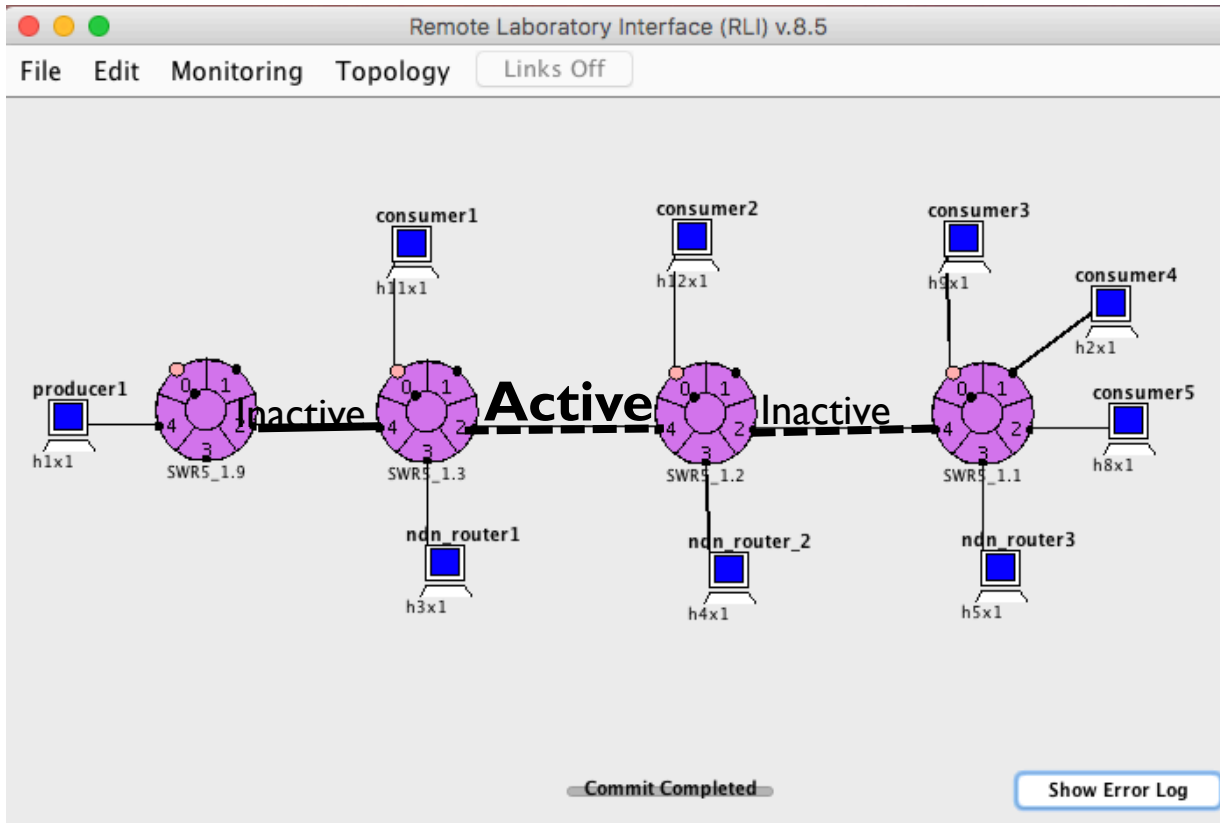 Remote Laboratory Interface (RLI) v.8.5
File Edit Monitoring Topology Links Off
consumer1
h11x1
consumer2
h12x1
consumer3
h9x1
consumer4
h2x1
consumer5
h8x1
producer1
h1x1
0 1 2 3 4
SWR5_1.9
Inactive
0 1 2 3 4
SWR5_1.3
Active
0 1 2 3 4
SWR5_1.2
Inactive
0 1 2 3 4
SWR5_1.1
ndn_router1
h3x1
ndn_router_2
h4x1
ndn_router3
h5x1
Commit Completed
Show Error Log